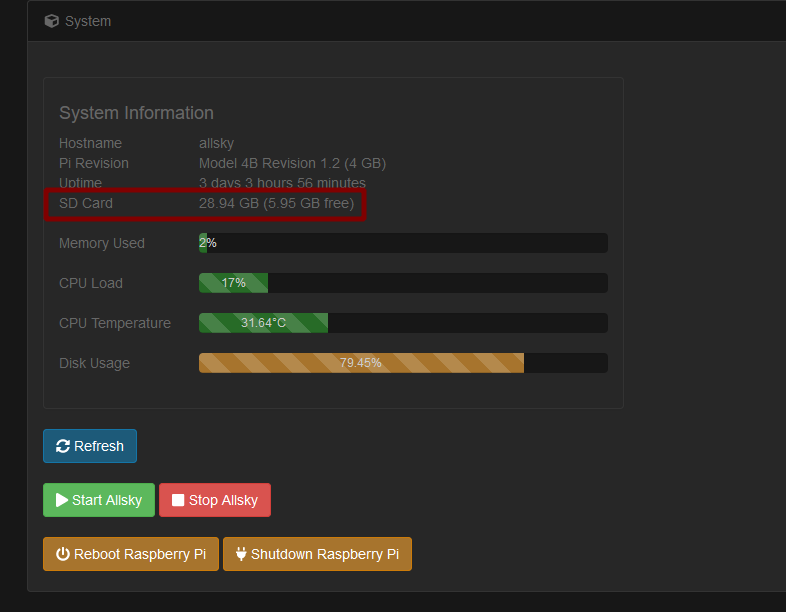 System
System Information
Hostname allsky
Pi Revision Model 4B Revision 1.2 (4 GB)
Uptime 3 days 3 hours 56 minutes
SD Card 28.94 GB (5.95 GB free)
Memory Used 2%
CPU Load 17%
CPU Temperature 31.64°C
Disk Usage 79.45%
Refresh
Start Allsky Stop Allsky
Reboot Raspberry Pi Shutdown Raspberry Pi